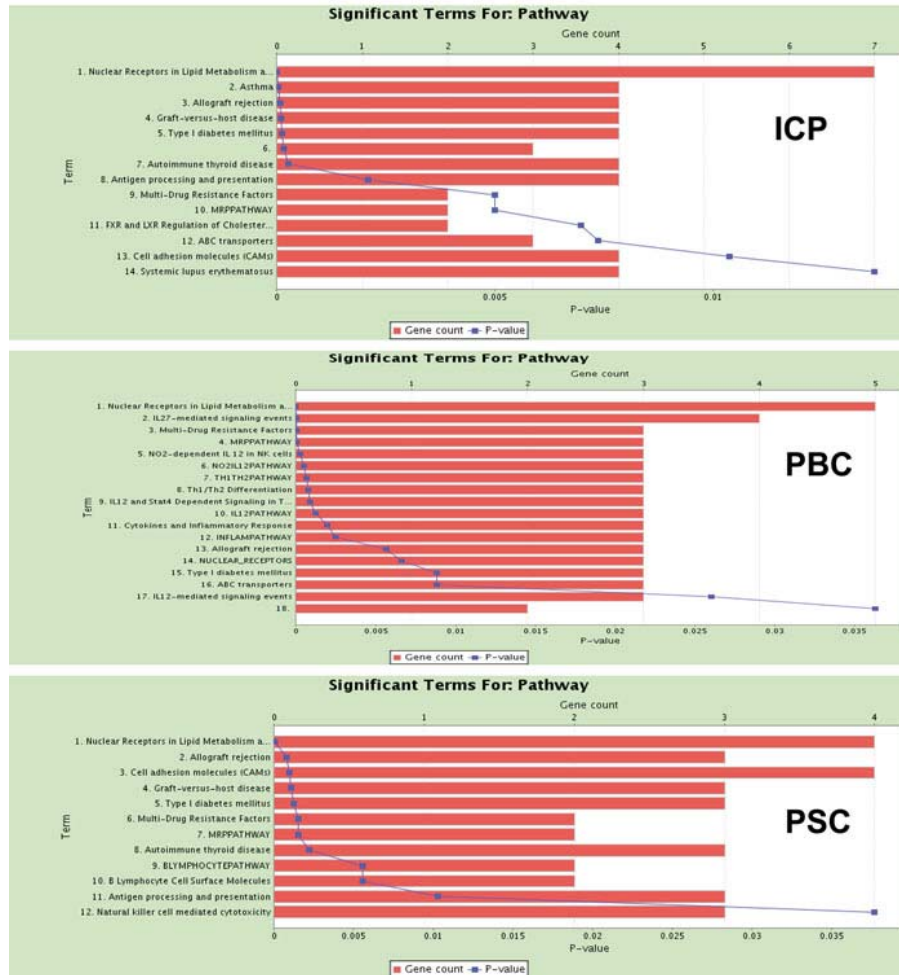 Significant Terms For: Pathway
Gene count
0 1 2 3 4 5 6 7
1. Nuclear Receptors in Lipid Metabolism a...
2. Asthma
3. Allograft rejection
4. Graft-versus-host disease
5. Type I diabetes mellitus
6.
7. Autoimmune thyroid disease
8. Antigen processing and presentation
9. Multi-Drug Resistance Factors
10. MRPPATHWAY
11. FXR and LXR Regulation of Cholester...
12. ABC transporters
13. Cell adhesion molecules (CAMs)
14. Systemic lupus erythematosus
Term
ICP
0 0.005 0.01
P-value
Gene count P-value
Significant Terms For: Pathway
Gene count
0 1 2 3 4 5
1. Nuclear Receptors in Lipid Metabolism a...
2. IL27-mediated signaling events
3. Multi-Drug Resistance Factors
4. MRPPATHWAY
5. NO2-dependent IL 12 in NK cells
6. NO2IL12PATHWAY
7. TH1TH2PATHWAY
8. Th1/Th2 Differentiation
9. IL12 and Stat4 Dependent Signaling in T...
10. IL12PATHWAY
11. Cytokines and Inflammatory Response
12. INFLAMPATHWAY
13. Allograft rejection
14. NUCLEAR_RECEPTORS
15. Type I diabetes mellitus
16. ABC transporters
17. IL12-mediated signaling events
18.
Term
PBC
0 0.005 0.01 0.015 0.02 0.025 0.03 0.035
P-value
Gene count P-value
Significant Terms For: Pathway
Gene count
0 1 2 3 4
1. Nuclear Receptors in Lipid Metabolism a...
2. Allograft rejection
3. Cell adhesion molecules (CAMs)
4. Graft-versus-host disease
5. Type I diabetes mellitus
6. Multi-Drug Resistance Factors
7. MRPPATHWAY
8. Autoimmune thyroid disease
9. BLYMPHOCYTEPATHWAY
10. B Lymphocyte Cell Surface Molecules
11. Antigen processing and presentation
12. Natural killer cell mediated cytotoxicity
Term
PSC
0 0.005 0.01 0.015 0.02 0.025 0.03 0.035
P-value
Gene count P-value